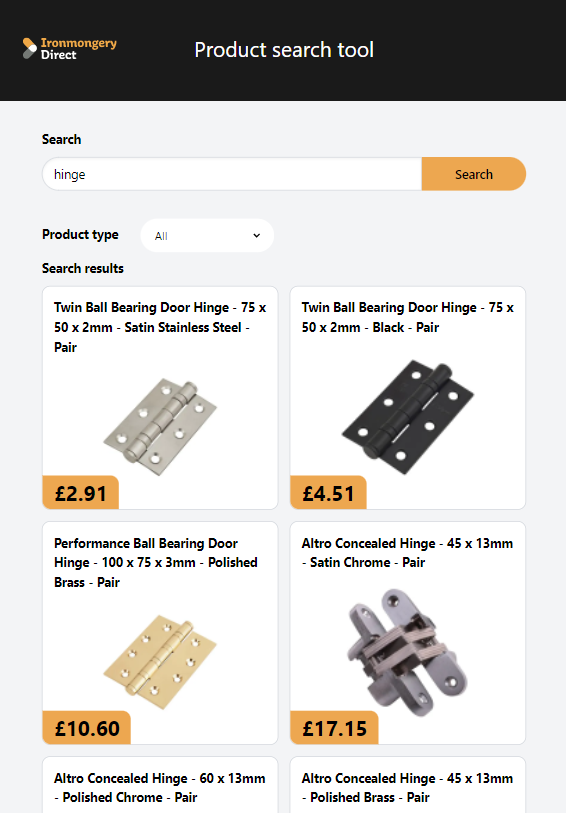 Ironmongery
Direct
Product search tool
Search
hinge
Search
Product type
All
Search results
Twin Ball Bearing Door Hinge - 75 x
50 x 2mm - Satin Stainless Steel -
Pair
£2.91
Twin Ball Bearing Door Hinge - 75 x
50 x 2mm - Black - Pair
£4.51
Performance Ball Bearing Door
Hinge - 100 x 75 x 3mm - Polished
Brass - Pair
£10.60
Altro Concealed Hinge - 45 x 13mm
- Satin Chrome - Pair
£17.15
Altro Concealed Hinge - 60 x 13mm
- Polished Chrome - Pair
Altro Concealed Hinge - 45 x 13mm
- Polished Brass - Pair